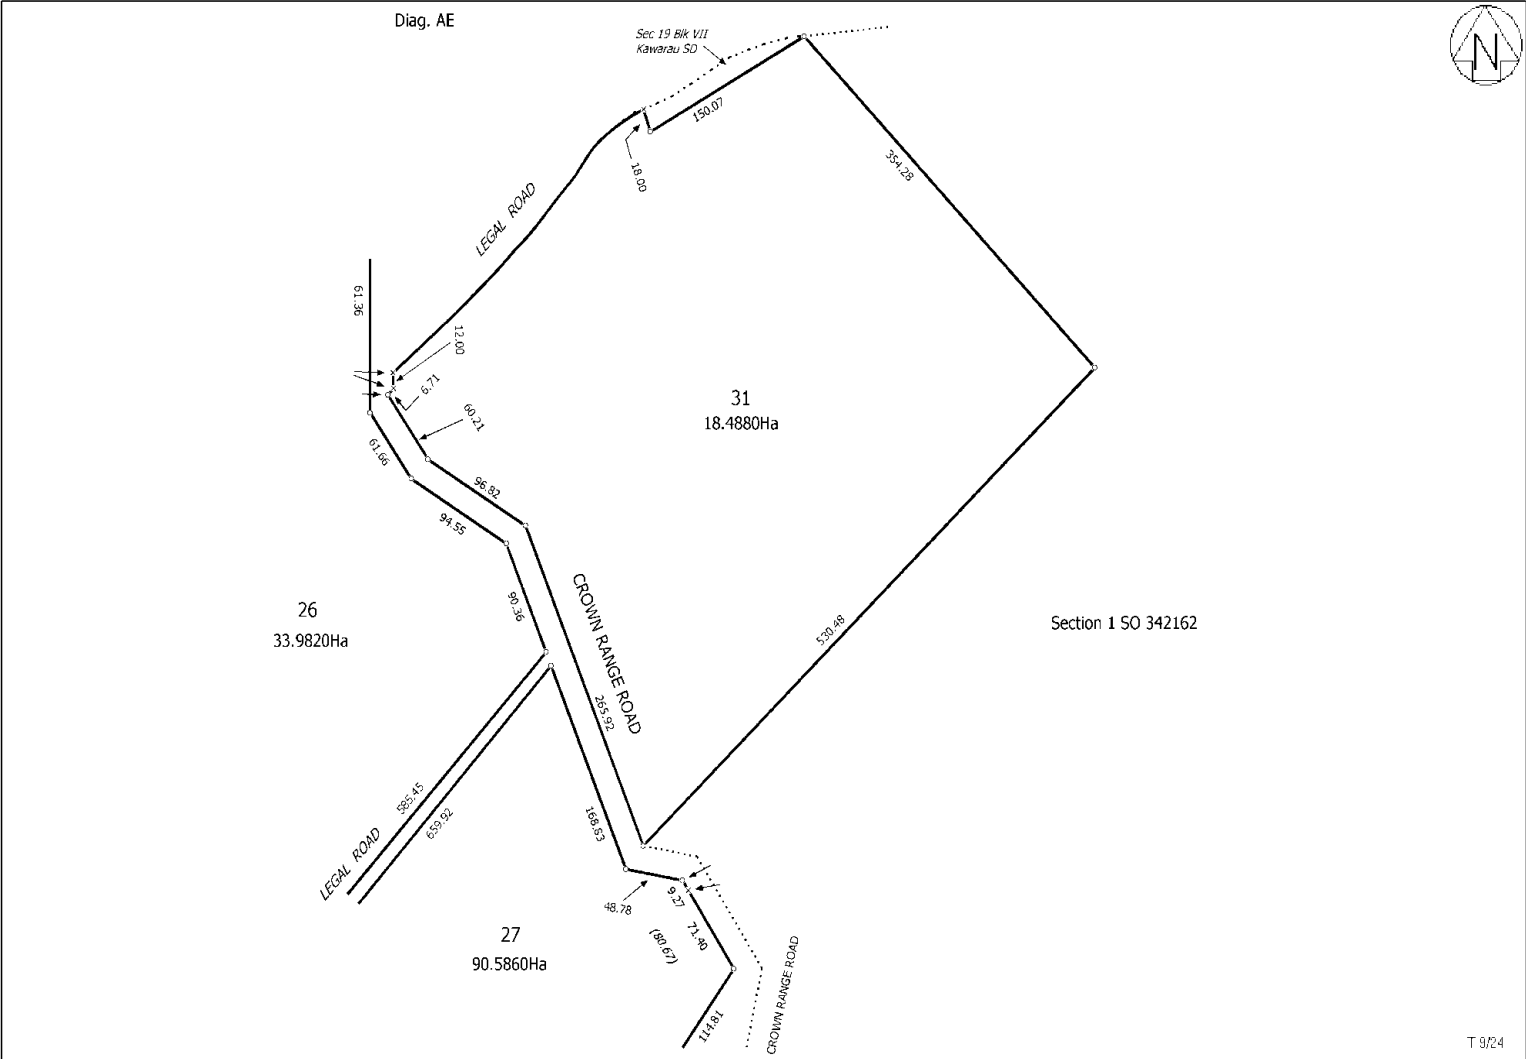 Diag. AE
Sec 19 Blk VII
Kawarau SD
N
150.07
18.00
354.28
LEGAL ROAD
61.36
12.00
6.71
60.21
31
18.4880Ha
61.66
96.82
94.55
90.36
26
33.9820Ha
CROWN RANGE ROAD
265.92
530.48
Section 1 SO 342162
585.45
659.92
LEGAL ROAD
168.83
48.78
9.27
71.40
(80.67)
27
90.5860Ha
114.81
CROWN RANGE ROAD
T 9/24